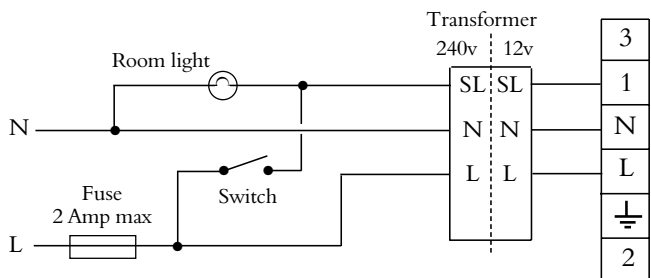 Transformer
240v 12v
Room light
3
SL SL
1
N
N N
N
Switch
L L
L
Fuse
2 Amp max
L
2